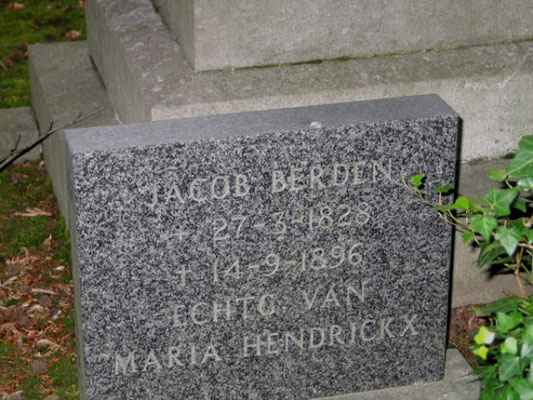 JACOB BERDEN
+ 27-3-1828
+ 14-9-1896
ECHTG. VAN
MARIA HENDRICKX